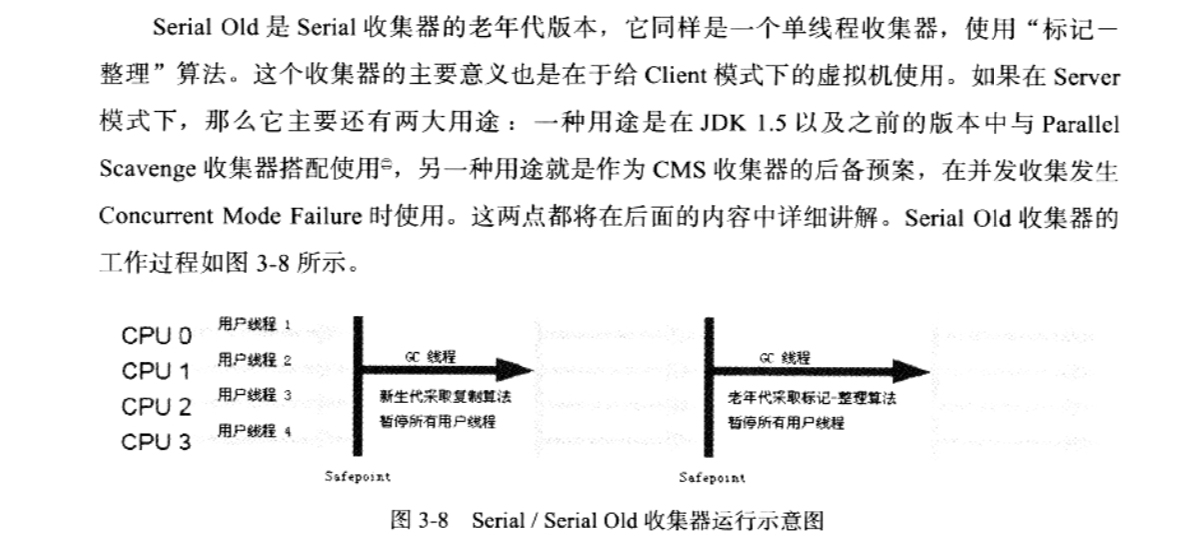 Serial Old 是 Serial 收集器的老年代版本，它同样是一个单线程收集器，使用“标记－
整理”算法。这个收集器的主要意义也是在于给 Client 模式下的虚拟机使用。如果在 Server
模式下，那么它主要还有两大用途：一种用途是在 JDK 1.5 以及之前的版本中与 Parallel
Scavenge 收集器搭配使用㊀，另一种用途就是作为 CMS 收集器的后备预案，在并发收集发生
Concurrent Mode Failure 时使用。这两点都将在后面的内容中详细讲解。Serial Old 收集器的
工作过程如图 3-8 所示。
CPU 0 用户线程 1
CPU 1 用户线程 2
CPU 2 用户线程 3
CPU 3 用户线程 4
GC 线程
新生代采取复制算法
暂停所有用户线程
Safepoint
GC 线程
老年代采取标记-整理算法
暂停所有用户线程
Safepoint
图 3-8 Serial / Serial Old 收集器运行示意图